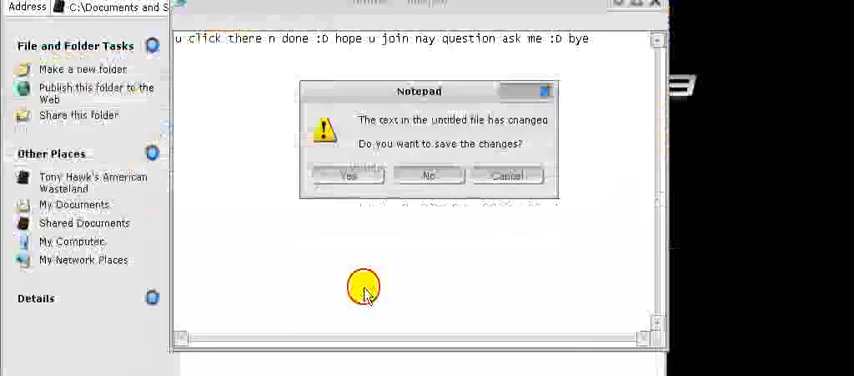 Address C:\Documents and S
u click there n done :D hope u join nay question ask me :D bye
File and Folder Tasks
Make a new folder
Publish this folder to the
Web
Share this folder
Other Places
Tony Hawk's American
Wasteland
My Documents
Shared Documents
My Computer
My Network Places
Details
Notepad
The text in the untitled file has changed
Do you want to save the changes?
Yes
No
Cancel